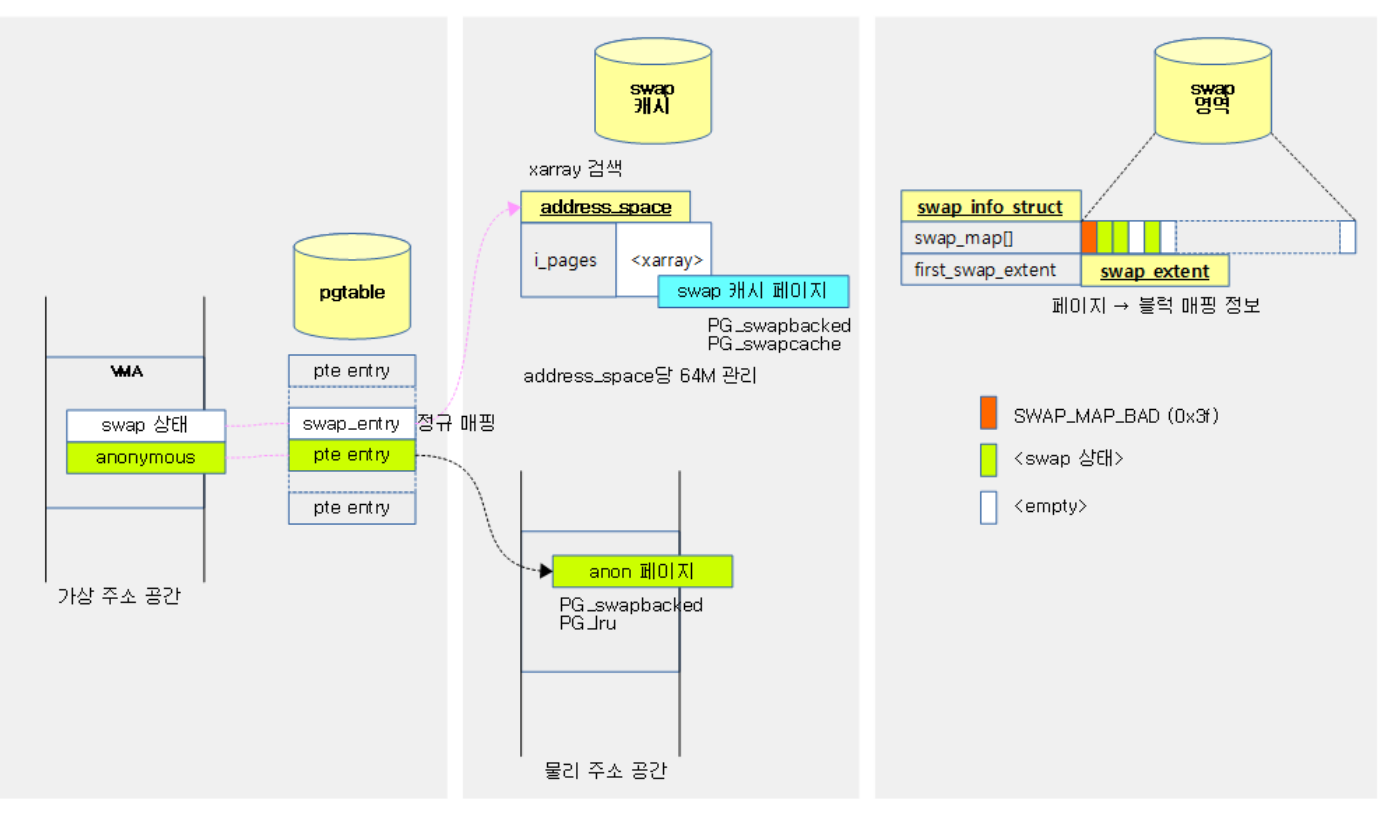 pgtable
VMA
swap 상태
anonymous
pte entry
swap_entry
정규 매핑
pte entry
pte entry
가상 주소 공간
swap
캐시
xarray 검색
address_space
i_pages
<xarray>
swap 캐시 페이지
PG_swapbacked
PG_swapcache
address_space당 64M 관리
anon 페이지
PG_swapbacked
PG_lru
물리 주소 공간
swap
영역
swap_info_struct
swap_map[]
first_swap_extent
swap_extent
페이지 → 블럭 매핑 정보
SWAP_MAP_BAD (0x3f)
<swap 상태>
<empty>